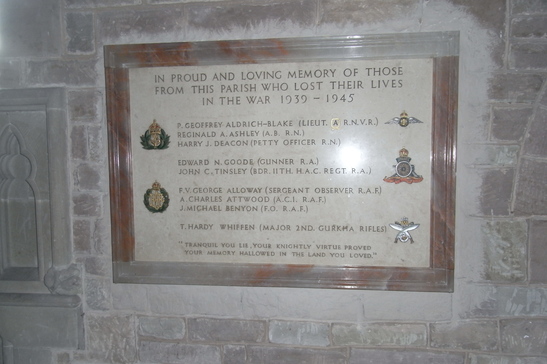 IN PROUD AND LOVING MEMORY OF THOSE
FROM THIS PARISH WHO LOST THEIR LIVES
IN THE WAR 1939 – 1945
P. GEOFFREY ALDRICH-BLAKE (LIEUT. A R.N.V.R.)
REGINALD A. ASHLEY (A.B. R.N.)
HARRY J. DEACON (PETTY OFFICER R.N.)
EDWARD N. GOODE (GUNNER R.A.)
JOHN C. TINSLEY (BDR. 11TH. H.A.C. REGT. R.A.)
F.V. GEORGE ALLOWAY (SERGEANT OBSERVER R.A.F.)
A. CHARLES ATTWOOD (A.C.1. R.A.F.)
J. MICHAEL BENYON (F.O. R.A.F.)
T. HARDY WHIFFEN (MAJOR 2ND. GURKHA RIFLES)
"TRANQUIL YOU LIE, YOUR KNIGHTLY VIRTUE PROVED
YOUR MEMORY HALLOWED IN THE LAND YOU LOVED."